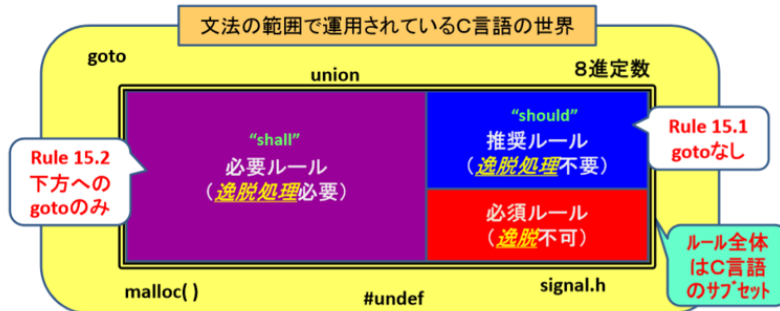 文法の範囲で運用されているC言語の世界
goto
union
8進定数
"shall"
必要ルール
(逸脱処理必要)
"should"
推奨ルール
(逸脱処理不要)
必須ルール
(逸脱不可)
Rule 15.2
下方への
gotoのみ
Rule 15.1
gotoなし
ルール全体
はC言語
のサブセット
malloc( )
#undef
signal.h